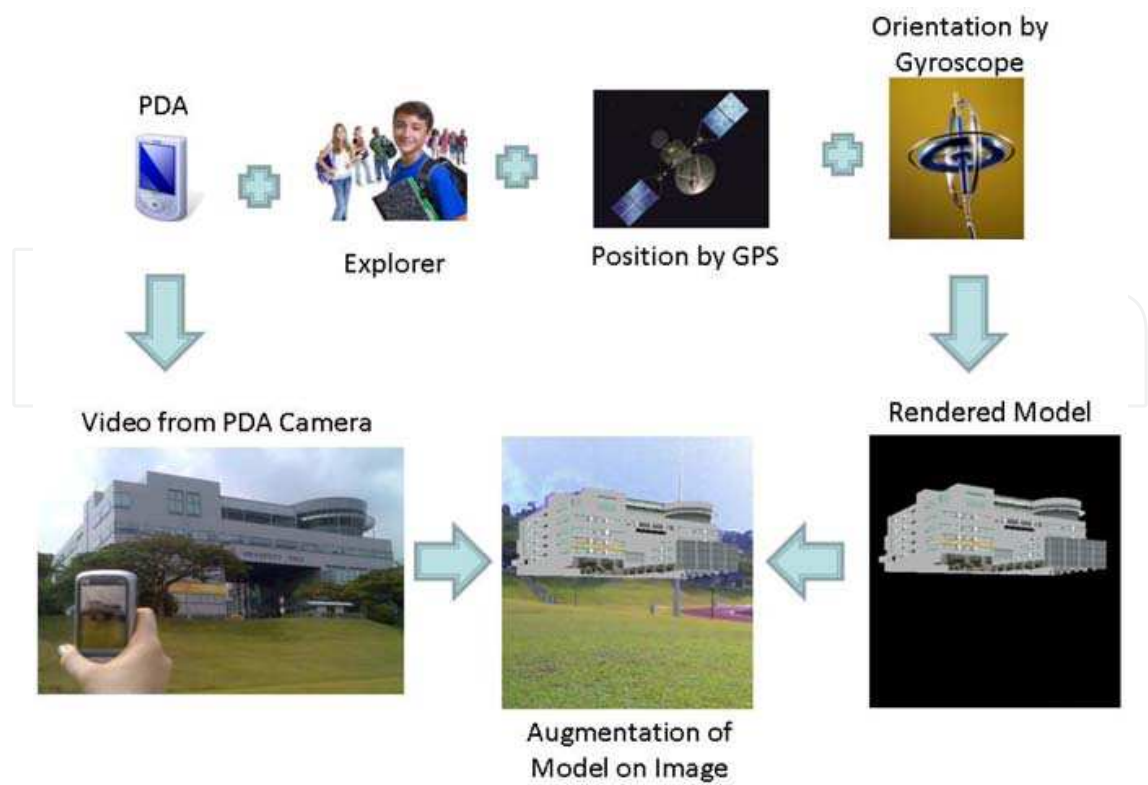 Orientation by
Gyroscope
PDA
Explorer
Position by GPS
Video from PDA Camera
Rendered Model
Augmentation of
Model on Image